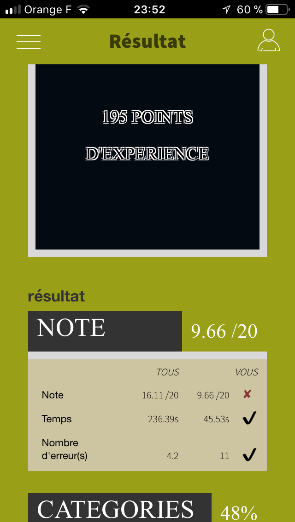 Orange F 23:52 60 %
Résultat
195 POINTS
D'EXPERIENCE
résultat
NOTE 9.66 /20
TOUS VOUS
Note 16.11 /20 9.66 /20 ✘
Temps 236.39s 45.53s ✔
Nombre
d'erreur(s) 4.2 11 ✔
CATEGORIES 48%